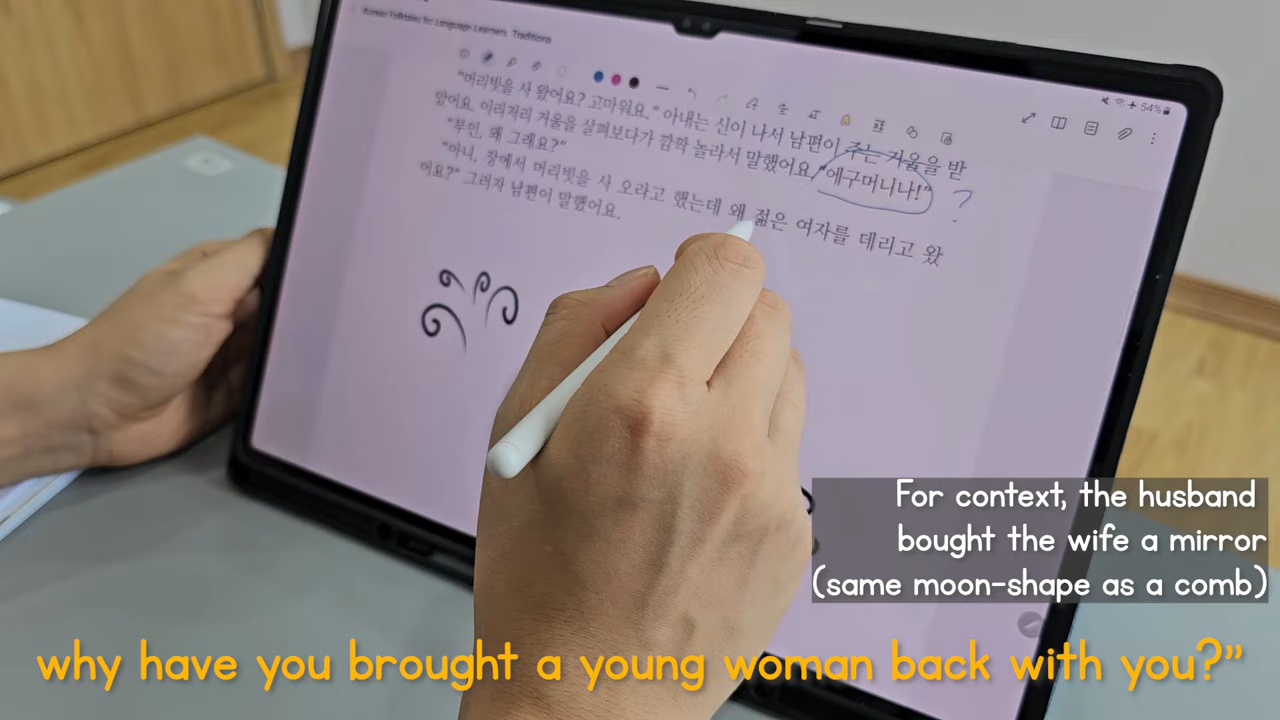 Korean Folktales for Language Learners Traditions
54%
"머리빗을 사 왔어요? 고마워요." 아내는 신이 나서 남편이 주는 거울을 받
았어요. 이리저리 거울을 살펴보다가 깜짝 놀라서 말했어요. "에구머니나!"
?
"부인, 왜 그래요?"
"아니, 장에서 머리빗을 사 오라고 했는데 왜 젊은 여자를 데리고 왔
어요?" 그러자 남편이 말했어요.
For context, the husband
bought the wife a mirror
(same moon-shape as a comb)
why have you brought a young woman back with you?"